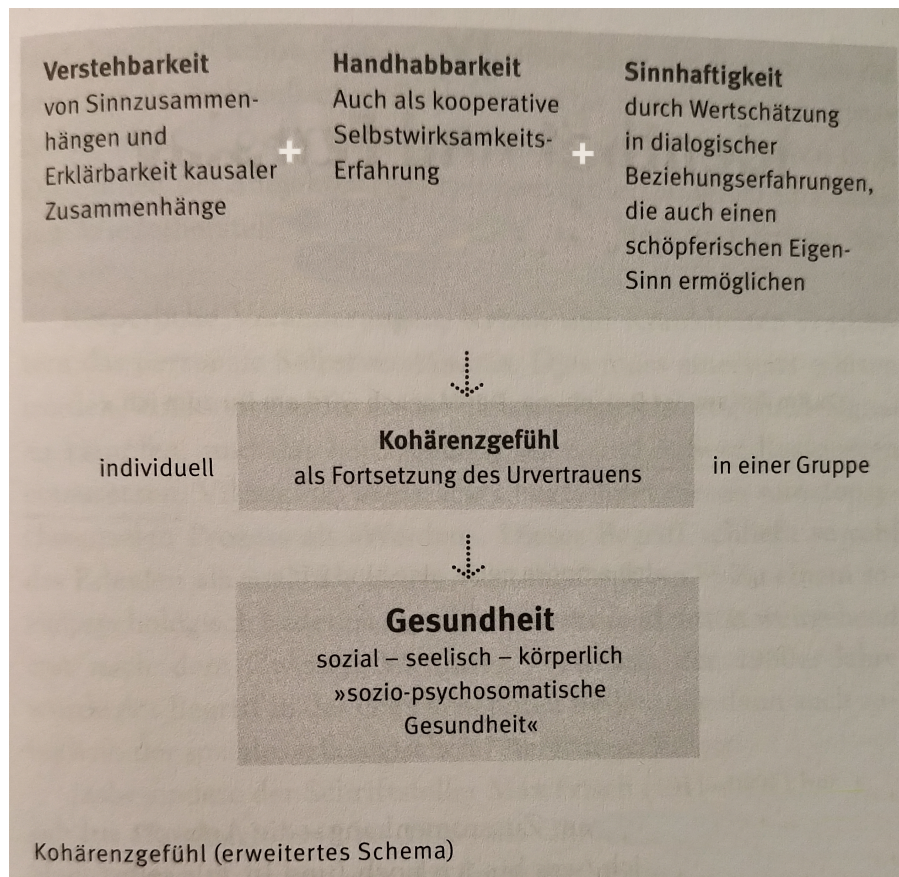 Verstehbarkeit
von Sinnzusammen-
hängen und
Erklärbarkeit kausaler
Zusammenhänge
+
Handhabbarkeit
Auch als kooperative
Selbstwirksamkeits-
Erfahrung
+
Sinnhaftigkeit
durch Wertschätzung
in dialogischer
Beziehungserfahrungen,
die auch einen
schöpferischen Eigen-
Sinn ermöglichen
individuell
Kohärenzgefühl
als Fortsetzung des Urvertrauens
in einer Gruppe
Gesundheit
sozial – seelisch – körperlich
»sozio-psychosomatische
Gesundheit«
Kohärenzgefühl (erweitertes Schema)